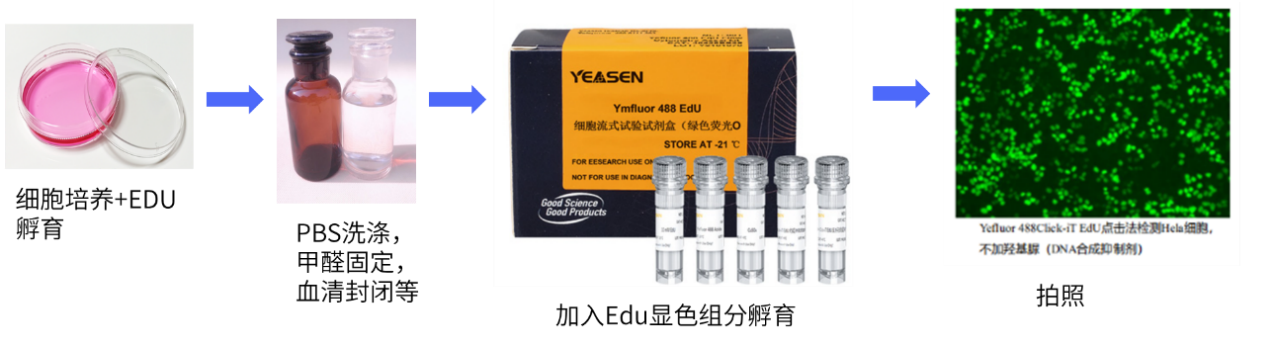 细胞培养+EDU
孵育
PBS洗涤，
甲醛固定，
血清封闭等
YEASEN
Ymfluor 488 EdU
细胞流式试验试剂盒（绿色荧光O
STORE AT -21 ℃
FOR EESEARCH USE ON
NOT FOR USE IN DIAGN
Good Science
Good Products
加入Edu显色组分孵育
Yefluor 488Click-iT EdU点击法检测Hela细胞，
不加羟基脲（DNA合成抑制剂）
拍照